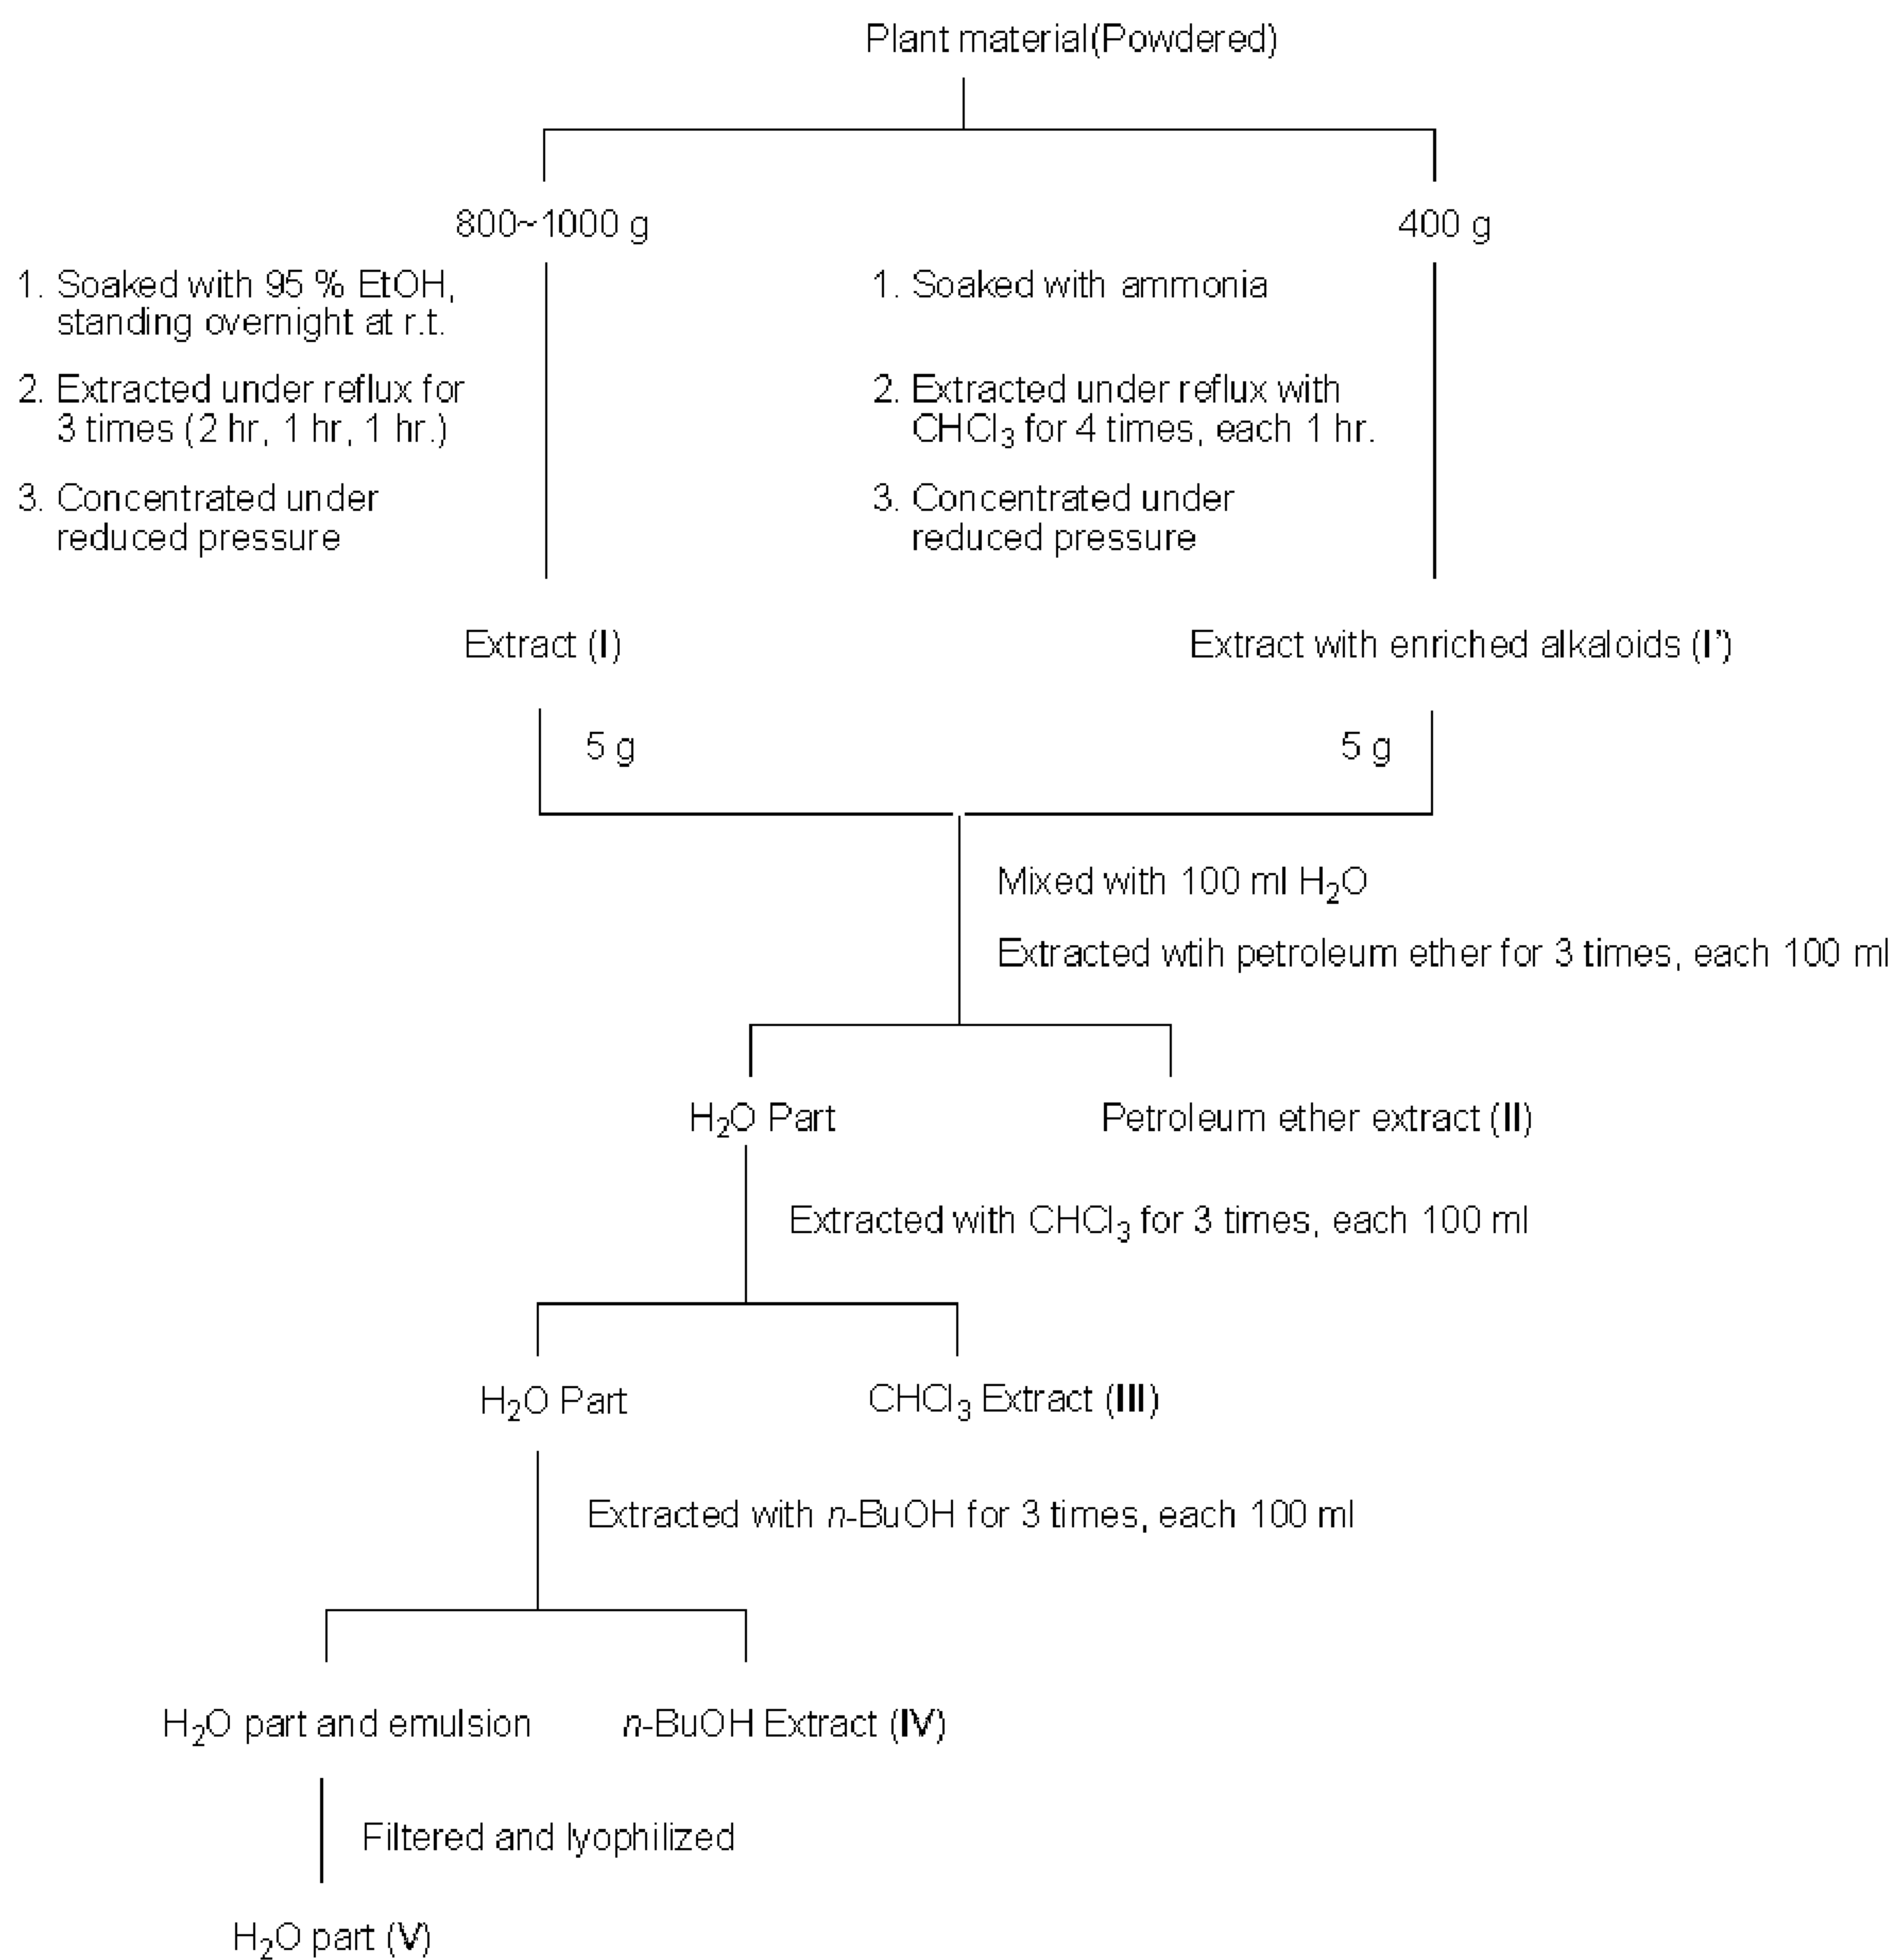 Plant material(Powdered)
800~1000 g
400 g
1. Soaked with 95 % EtOH,
standing overnight at r.t.
2. Extracted under reflux for
3 times (2 hr, 1 hr, 1 hr.)
3. Concentrated under
reduced pressure
1. Soaked with ammonia
2. Extracted under reflux with
CHCl₃ for 4 times, each 1 hr.
3. Concentrated under
reduced pressure
Extract (I)
Extract with enriched alkaloids (I’)
5 g
5 g
Mixed with 100 ml H₂O
Extracted wtih petroleum ether for 3 times, each 100 ml
H₂O Part
Petroleum ether extract (II)
Extracted with CHCl₃ for 3 times, each 100 ml
H₂O Part
CHCl₃ Extract (III)
Extracted with n-BuOH for 3 times, each 100 ml
H₂O part and emulsion
n-BuOH Extract (IV)
Filtered and lyophilized
H₂O part (V)